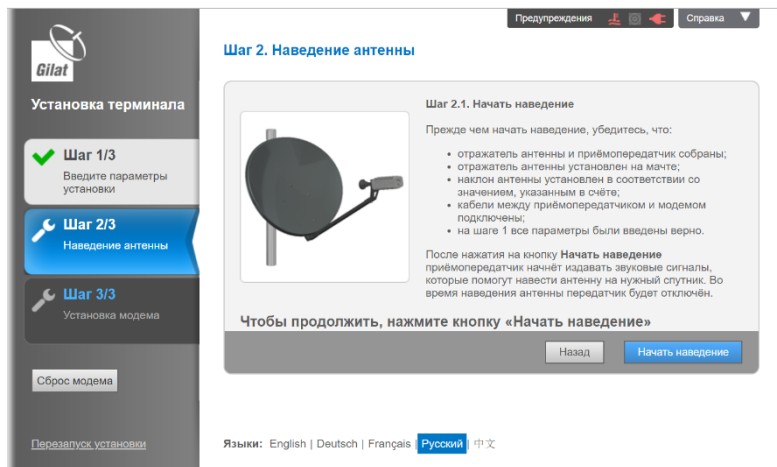 Предупреждения
Справка
Gilat
Шаг 2. Наведение антенны
Установка терминала
Шаг 1/3
Введите параметры
установки
Шаг 2/3
Наведение антенны
Шаг 3/3
Установка модема
Сброс модема
Перезапуск установки
Шаг 2.1. Начать наведение
Прежде чем начать наведение, убедитесь, что:
• отражатель антенны и приёмопередатчик собраны;
• отражатель антенны установлен на мачте;
• наклон антенны установлен в соответствии со
значением, указанным в счёте;
• кабели между приёмопередатчиком и модемом
подключены;
• на шаге 1 все параметры были введены верно.
После нажатия на кнопку Начать наведение
приёмопередатчик начнёт издавать звуковые сигналы,
которые помогут навести антенну на нужный спутник. Во
время наведения антенны передатчик будет отключён.
Чтобы продолжить, нажмите кнопку «Начать наведение»
Назад
Начать наведение
Языки: English | Deutsch | Français | Русский | 中文